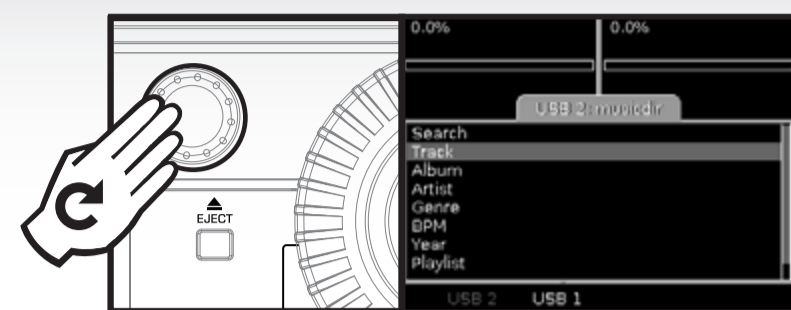 EJECT
0.0%
0.0%
USB 2: musicdir
Search
Track
Album
Artist
Genre
BPM
Year
Playlist
USB 2
USB 1